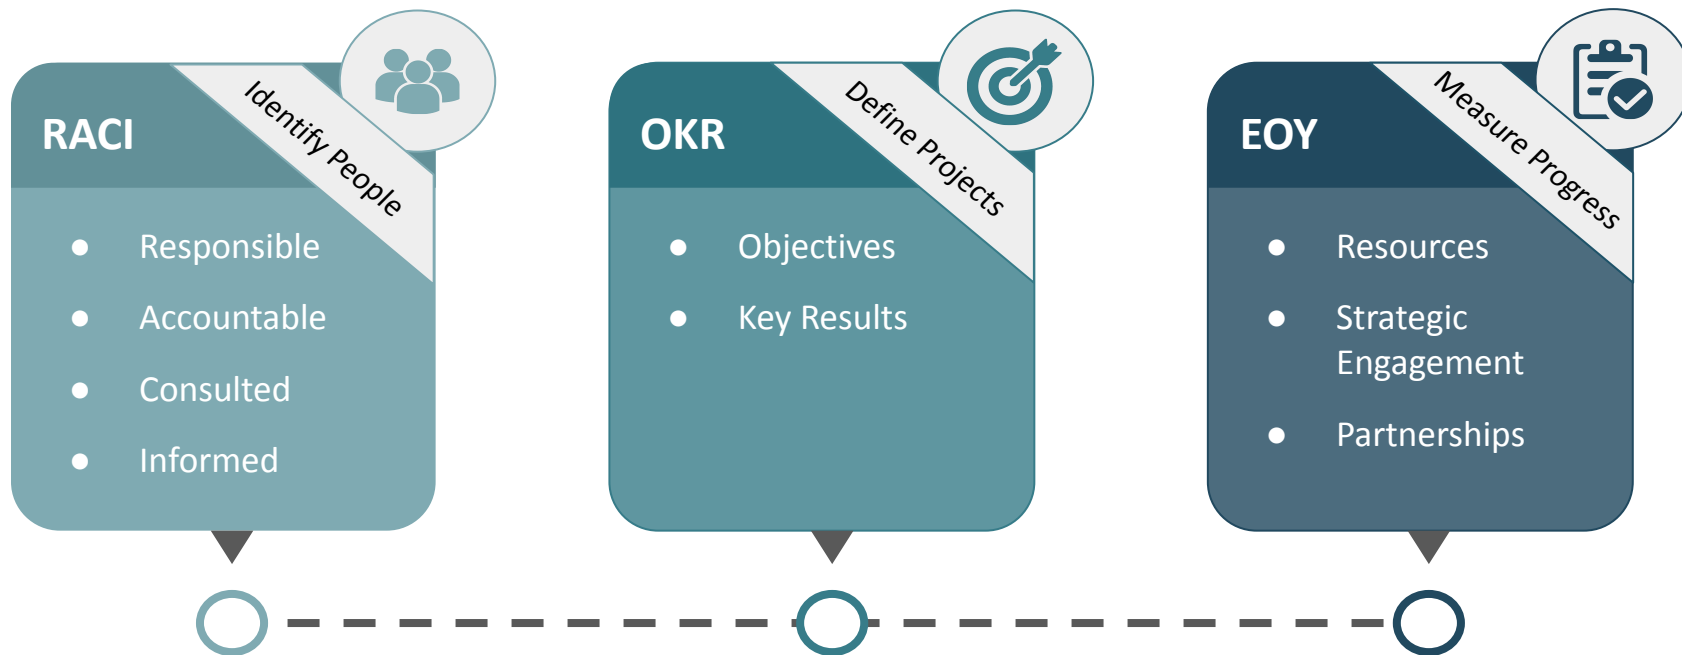 RACI
Identify People
● Responsible
● Accountable
● Consulted
● Informed
OKR
Define Projects
● Objectives
● Key Results
EOY
Measure Progress
● Resources
● Strategic
Engagement
● Partnerships